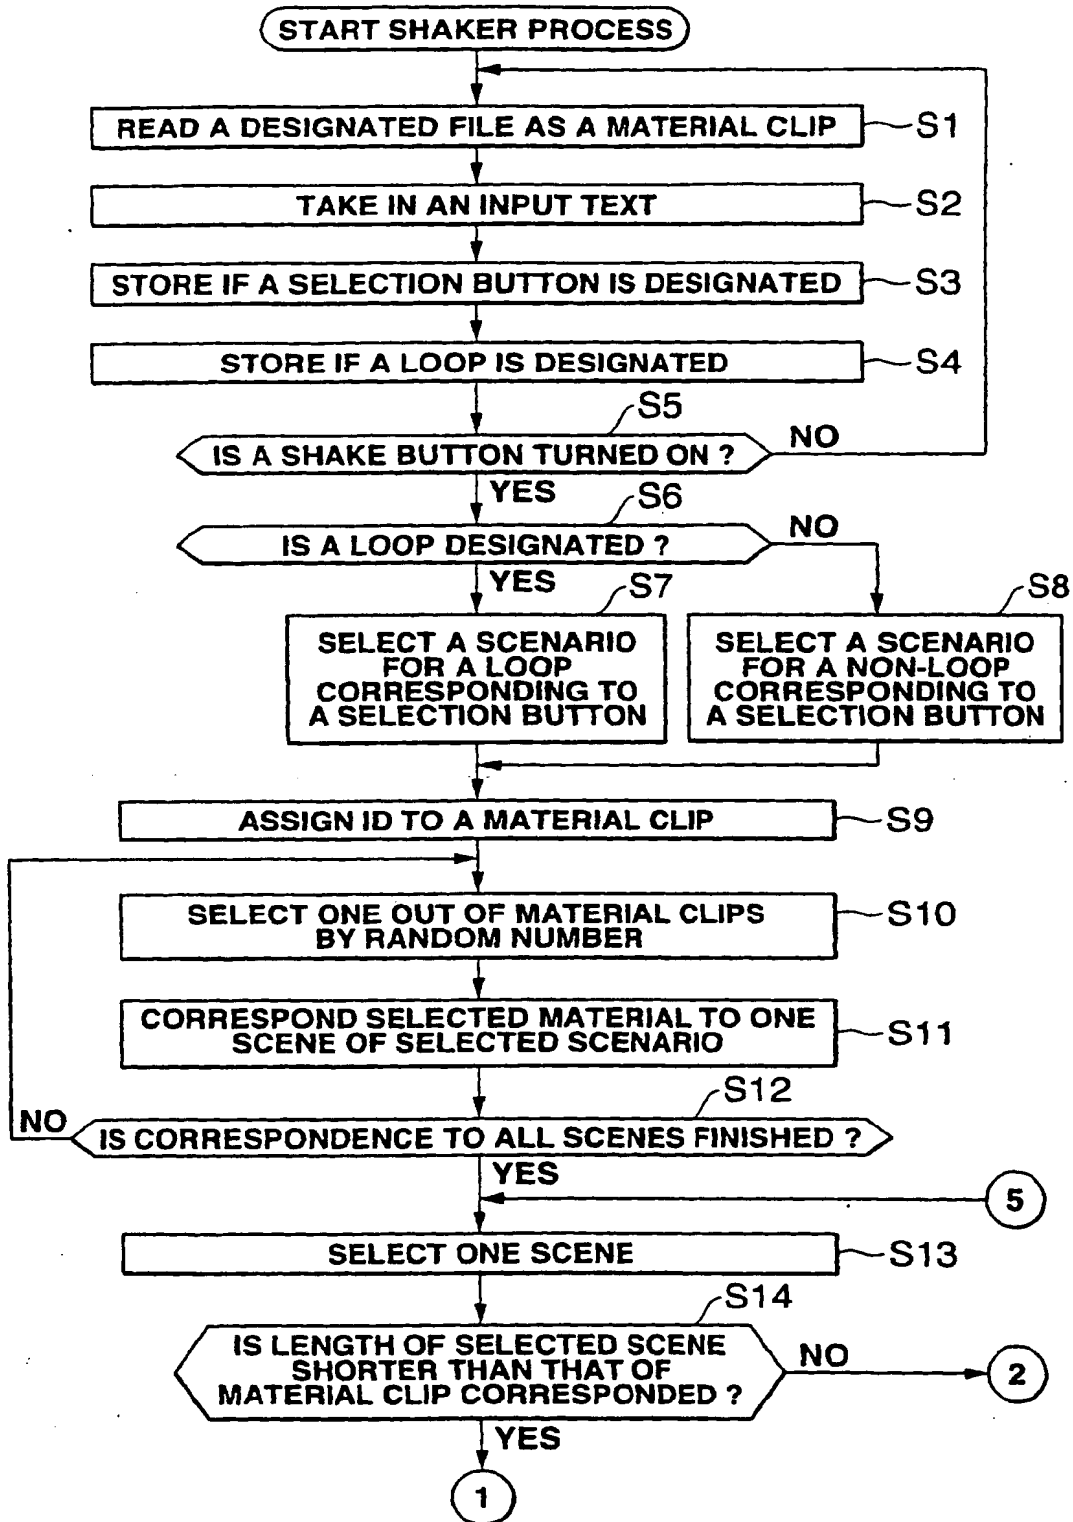 START SHAKER PROCESS
READ A DESIGNATED FILE AS A MATERIAL CLIP
S1
TAKE IN AN INPUT TEXT
S2
STORE IF A SELECTION BUTTON IS DESIGNATED
S3
STORE IF A LOOP IS DESIGNATED
S4
S5
IS A SHAKE BUTTON TURNED ON ?
NO
YES
S6
IS A LOOP DESIGNATED ?
NO
YES
S7
SELECT A SCENARIO
FOR A LOOP
CORRESPONDING TO
A SELECTION BUTTON
S8
SELECT A SCENARIO
FOR A NON-LOOP
CORRESPONDING TO
A SELECTION BUTTON
ASSIGN ID TO A MATERIAL CLIP
S9
SELECT ONE OUT OF MATERIAL CLIPS
BY RANDOM NUMBER
S10
CORRESPOND SELECTED MATERIAL TO ONE
SCENE OF SELECTED SCENARIO
S11
S12
NO
IS CORRESPONDENCE TO ALL SCENES FINISHED ?
YES
5
SELECT ONE SCENE
S13
S14
IS LENGTH OF SELECTED SCENE
SHORTER THAN THAT OF
MATERIAL CLIP CORRESPONDED ?
NO
2
YES
1